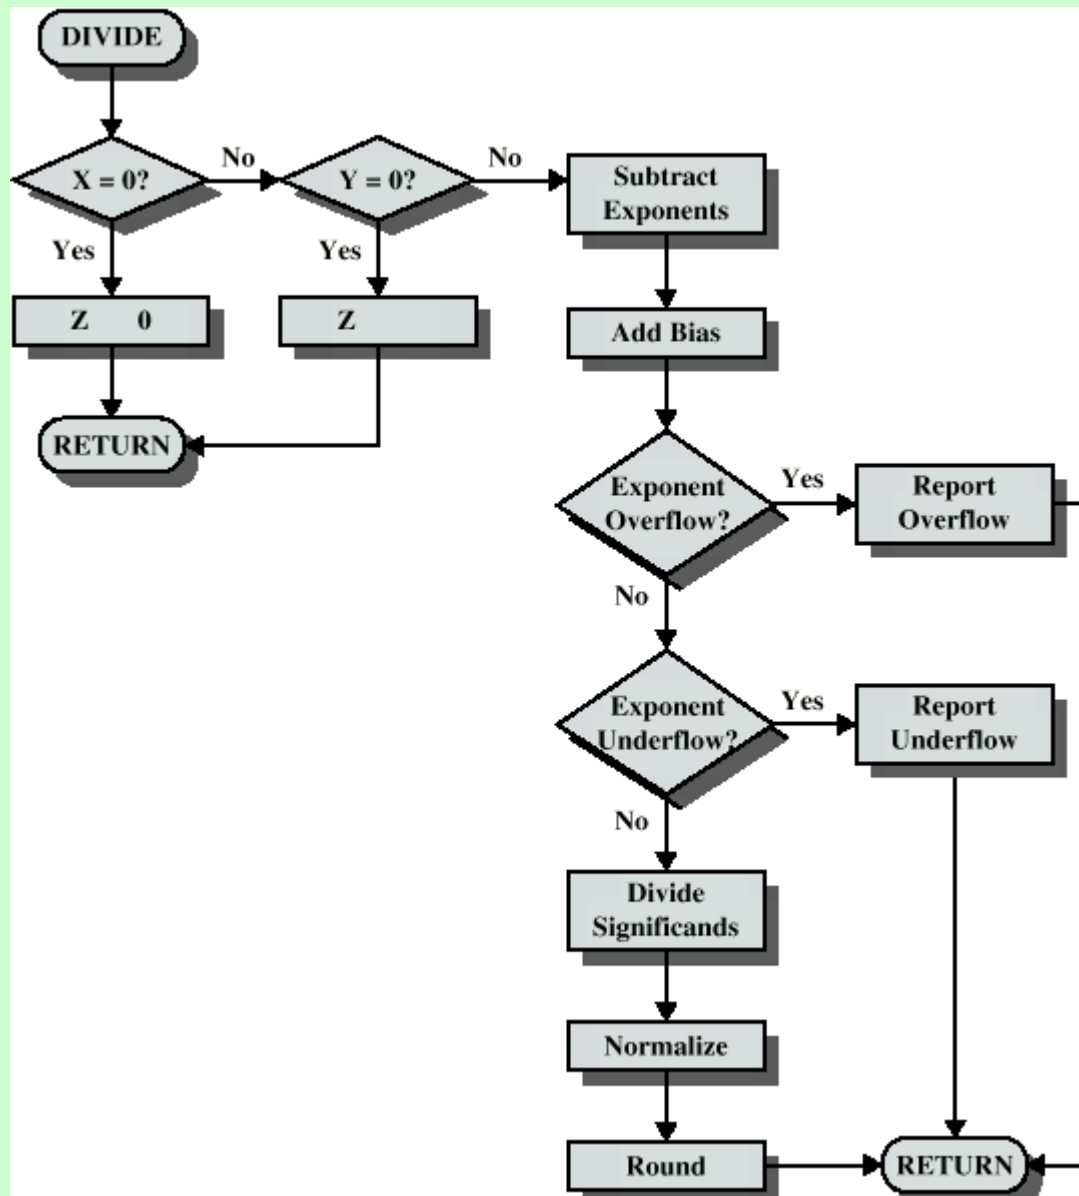 DIVIDE
X = 0?
No
Y = 0?
No
Subtract
Exponents
Yes
Yes
Z 0
Z
Add Bias
RETURN
Exponent
Overflow?
Yes
Report
Overflow
No
Exponent
Underflow?
Yes
Report
Underflow
No
Divide
Significands
Normalize
Round
RETURN